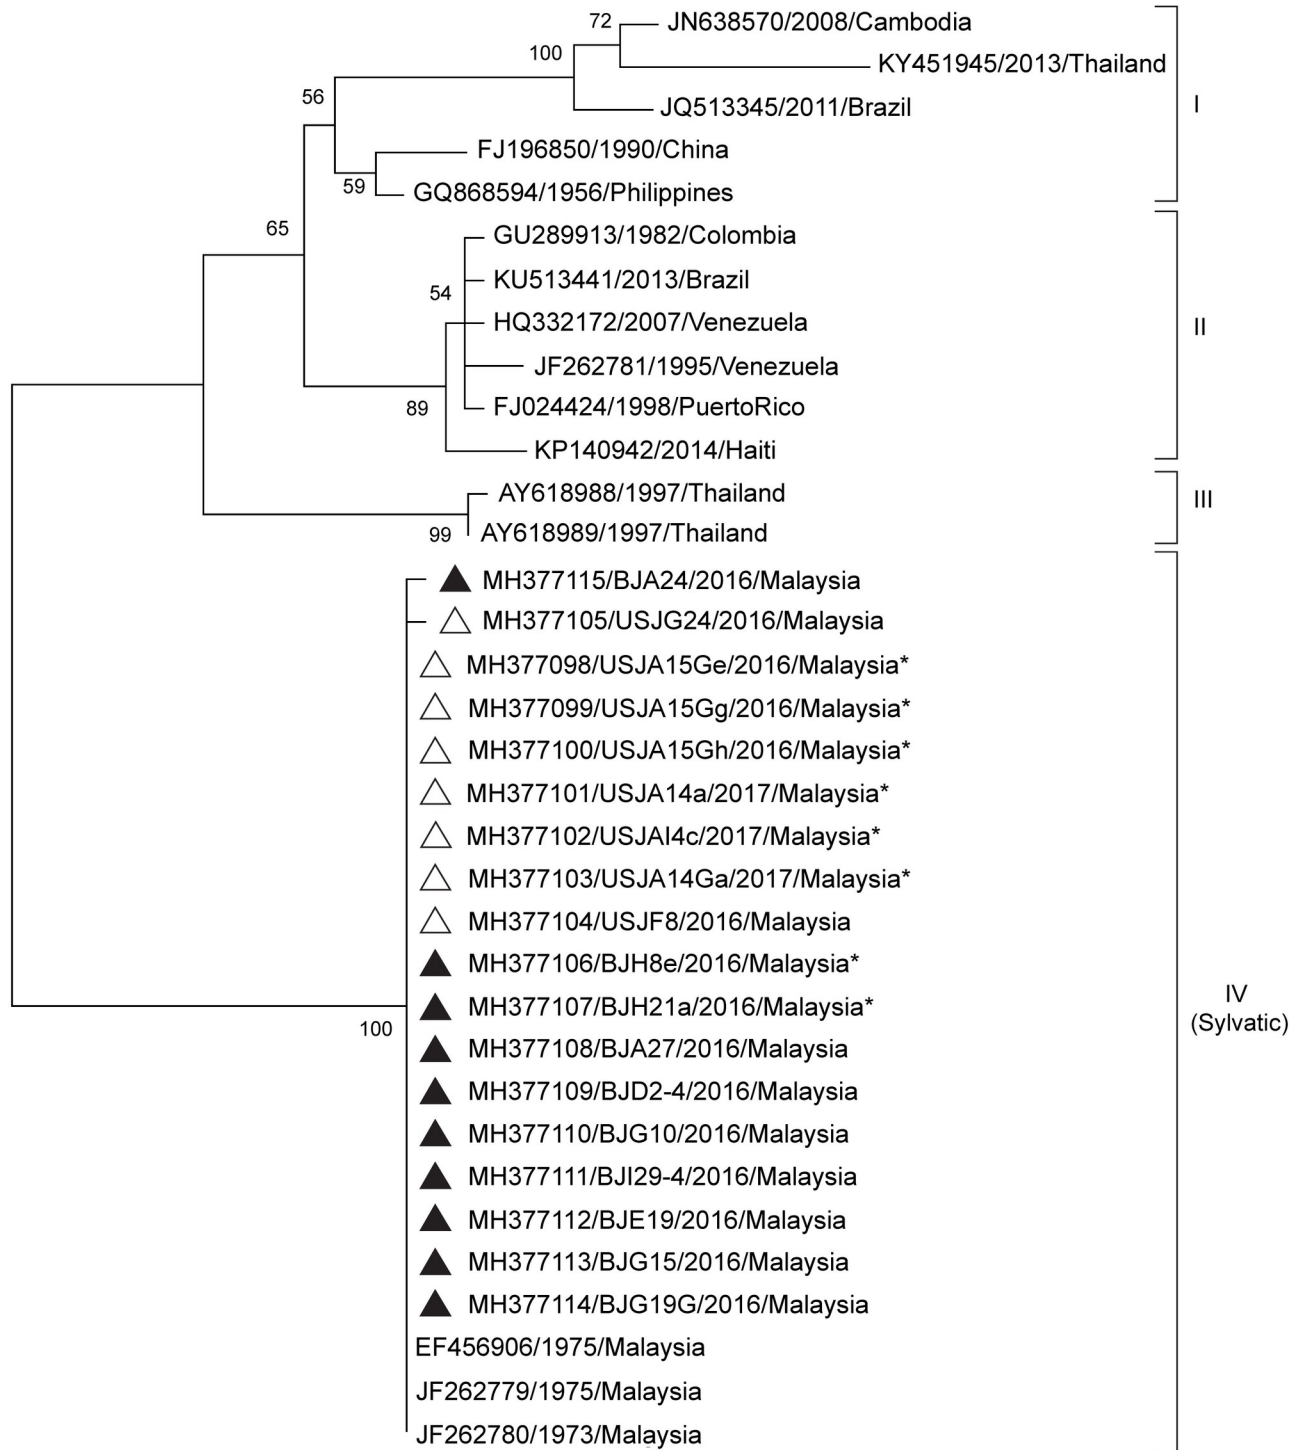 72
JN638570/2008/Cambodia
100
KY451945/2013/Thailand
56
JQ513345/2011/Brazil
I
FJ196850/1990/China
59
GQ868594/1956/Philippines
65
GU289913/1982/Colombia
KU513441/2013/Brazil
54
HQ332172/2007/Venezuela
II
JF262781/1995/Venezuela
89
FJ024424/1998/PuertoRico
KP140942/2014/Haiti
AY618988/1997/Thailand
III
99
AY618989/1997/Thailand
MH377115/BJA24/2016/Malaysia
MH377105/USJG24/2016/Malaysia
MH377098/USJA15Ge/2016/Malaysia*
MH377099/USJA15Gg/2016/Malaysia*
MH377100/USJA15Gh/2016/Malaysia*
MH377101/USJA14a/2017/Malaysia*
MH377102/USJAI4c/2017/Malaysia*
MH377103/USJA14Ga/2017/Malaysia*
MH377104/USJF8/2016/Malaysia
MH377106/BJH8e/2016/Malaysia*
MH377107/BJH21a/2016/Malaysia*
100
IV
(Sylvatic)
MH377108/BJA27/2016/Malaysia
MH377109/BJD2-4/2016/Malaysia
MH377110/BJG10/2016/Malaysia
MH377111/BJI29-4/2016/Malaysia
MH377112/BJE19/2016/Malaysia
MH377113/BJG15/2016/Malaysia
MH377114/BJG19G/2016/Malaysia
EF456906/1975/Malaysia
JF262779/1975/Malaysia
JF262780/1973/Malaysia